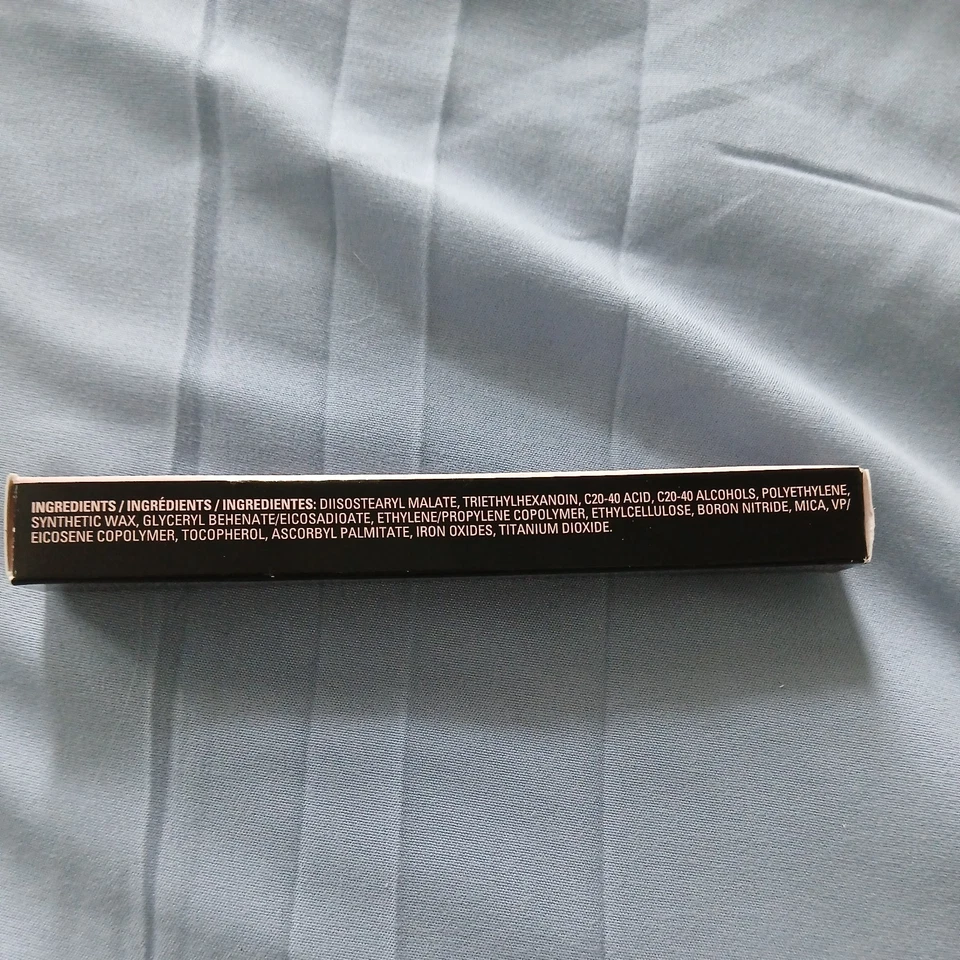 INGREDIENTS / INGRÉDIENTS / INGREDIENTES: DIISOSTEARYL MALATE, TRIETHYLHEXANOIN, C20-40 ACID, C20-40 ALCOHOLS, POLYETHYLENE,
SYNTHETIC WAX, GLYCERYL BEHENATE/EICOSADIOATE, ETHYLENE/PROPYLENE COPOLYMER, ETHYLCELLULOSE, BORON NITRIDE, MICA, VP/
EICOSENE COPOLYMER, TOCOPHEROL, ASCORBYL PALMITATE, IRON OXIDES, TITANIUM DIOXIDE.